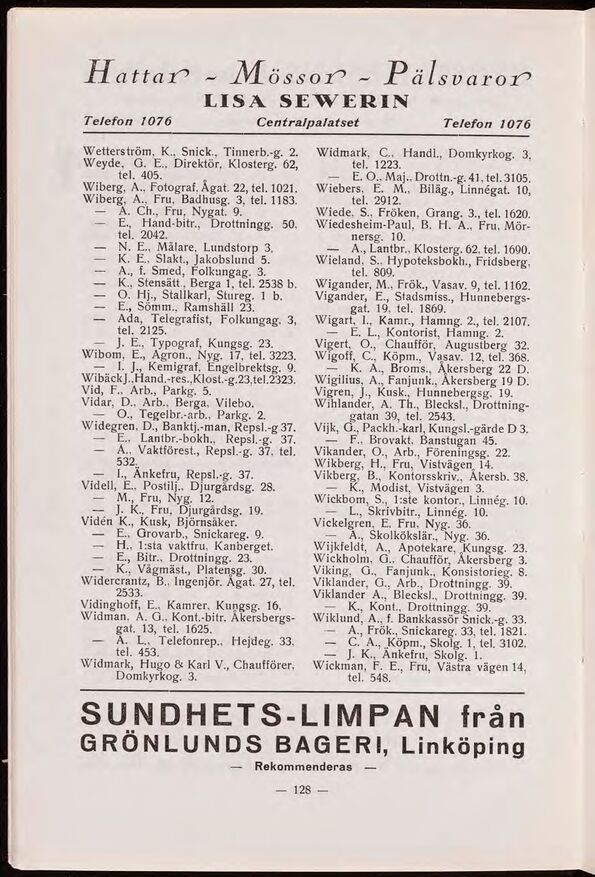 Hattar - Mössor - Pälsvaror
LISA SEWERIN
Telefon 1076 Centralpalatset Telefon 1076
Wetterström, K., Snick., Tinnerb.-g. 2.
Weyde, G. E., Direktör, Klosterg. 62,
tel. 405.
Wiberg, A., Fotograf, Ågat. 22, tel. 1021.
Wiberg, A., Fru, Badhusg. 3, tel. 1183.
— A. Ch., Fru, Nygat. 9.
— E., Hand-bitr., Drottningg. 50,
tel. 2042.
— N. E., Målare, Lundstorp 3.
— K. E., Slakt., Jakobslund 5.
— A., f. Smed, Folkungag. 3.
— K., Stensätt, Berga 1, tel. 2538 b.
— O. Hj., Stallkarl, Stureg. 1 b.
— E., Sömm., Ramshäll 23.
— Ada, Telegrafist, Folkungag. 3,
tel. 2125.
— J. E., Typograf, Kungsg. 23.
Wibom, E., Agron., Nyg. 17, tel. 3223.
— I. J., Kemigraf, Engelbrektsg. 9.
Wibäck J., Hand.-res., Klost.-g. 23, tel. 2323.
Vid, F., Arb., Parkg. 5.
Vidar, D., Arb., Berga, Vilebo.
— O., Tegelbr.-arb., Parkg. 2.
Widegren, D., Banktj.-man, Repsl.-g 37.
— E., Lantbr.-bokh., Repsl.-g. 37.
— A., Vaktförest., Repsl.-g. 37, tel.
532.
— I., Änkefru, Repsl.-g. 37.
Videll, E., Postilj., Djurgårdsg. 28.
— M., Fru, Nyg. 12.
— J. K., Fru, Djurgårdsg. 19.
Vidén K., Kusk, Björnsäker.
— E., Grovarb., Snickareg. 9.
— H., 1:sta vaktfru, Kanberget.
— E., Bitr., Drottningg. 23.
— K., Vägmäst., Platensg. 30.
Widercrantz, B., Ingenjör, Ågat. 27, tel.
2533.
Vidinghoff, E., Kamrer, Kungsg. 16.
Widman, A. G., Kont.-bitr. Åkersbergs-
gat. 13, tel. 1625.
— A. L., Telefonrep., Hejdeg. 33,
tel. 453.
Widmark, Hugo & Karl V., Chaufförer,
Domkyrkog. 3.
Widmark, C., Handl., Domkyrkog. 3,
tel. 1223.
— E. O., Maj., Drottn.-g. 41, tel. 3105.
Wiebers, E. M., Biläg., Linnégat. 10,
tel. 2912.
Wiede, S., Fröken, Grang. 3., tel. 1620.
Wiedesheim-Paul, B. H. A., Fru, Mör-
nersg. 10.
— A., Lantbr., Klosterg. 62, tel. 1690.
Wieland, S., Hypoteksbokh., Fridsberg,
tel. 809.
Wigander, M., Frök., Vasav. 9, tel. 1162.
Vigander, E., Stadsmiss., Hunnebergs-
gat. 19, tel. 1869.
Wigart, I., Kamr., Hamng. 2., tel. 2107.
— E. L., Kontorist, Hamng. 2.
Vigert, O., Chaufför, Augustberg 32.
Wigoff, C., Köpm., Vasav. 12, tel. 368.
— K. A., Broms., Åkersberg 22 D.
Wigilius, A., Fanjunk., Åkersberg 19 D.
Vigren, J., Kusk., Hunnebergsg. 19.
Wihlander, A. Th., Blecksl., Drottning-
gatan 39, tel. 2543.
Vijk, G., Packh.-karl, Kungsl.-gärde D 3.
— F., Brovakt. Banstugan 45.
Vikander, O., Arb., Föreningsg. 22.
Wikberg, H., Fru, Vistvägen 14.
Vikberg, B., Kontorsskriv., Åkersb. 38.
— K., Modist, Vistvägen 3.
Wickbom, S., 1:ste kontor., Linnég. 10.
— L., Skrivbitr., Linnég. 10.
Vickelgren, E. Fru, Nyg. 36.
— A., Skolkökslär., Nyg. 36.
Wijkfeldt, A., Apotekare, Kungsg. 23.
Wickholm, G., Chaufför, Åkersberg 3.
Viking, G., Fanjunk., Konsistorieg. 8.
Viklander, G., Arb., Drottningg. 39.
Viklander A., Blecksl., Drottningg. 39.
— K., Kont., Drottningg. 39.
Wiklund, A., f. Bankkassör Snick.-g. 33.
— A., Frök., Snickareg. 33, tel. 1821.
— C. A., Köpm., Skolg. 1, tel. 3102.
— J. K., Änkefru, Skolg. 1.
Wickman, F. E., Fru, Västra vägen 14,
tel. 548.
SUNDHETS-LIMPAN från
GRÖNLUNDS BAGERI, Linköping
— Rekommenderas —
— 128 —